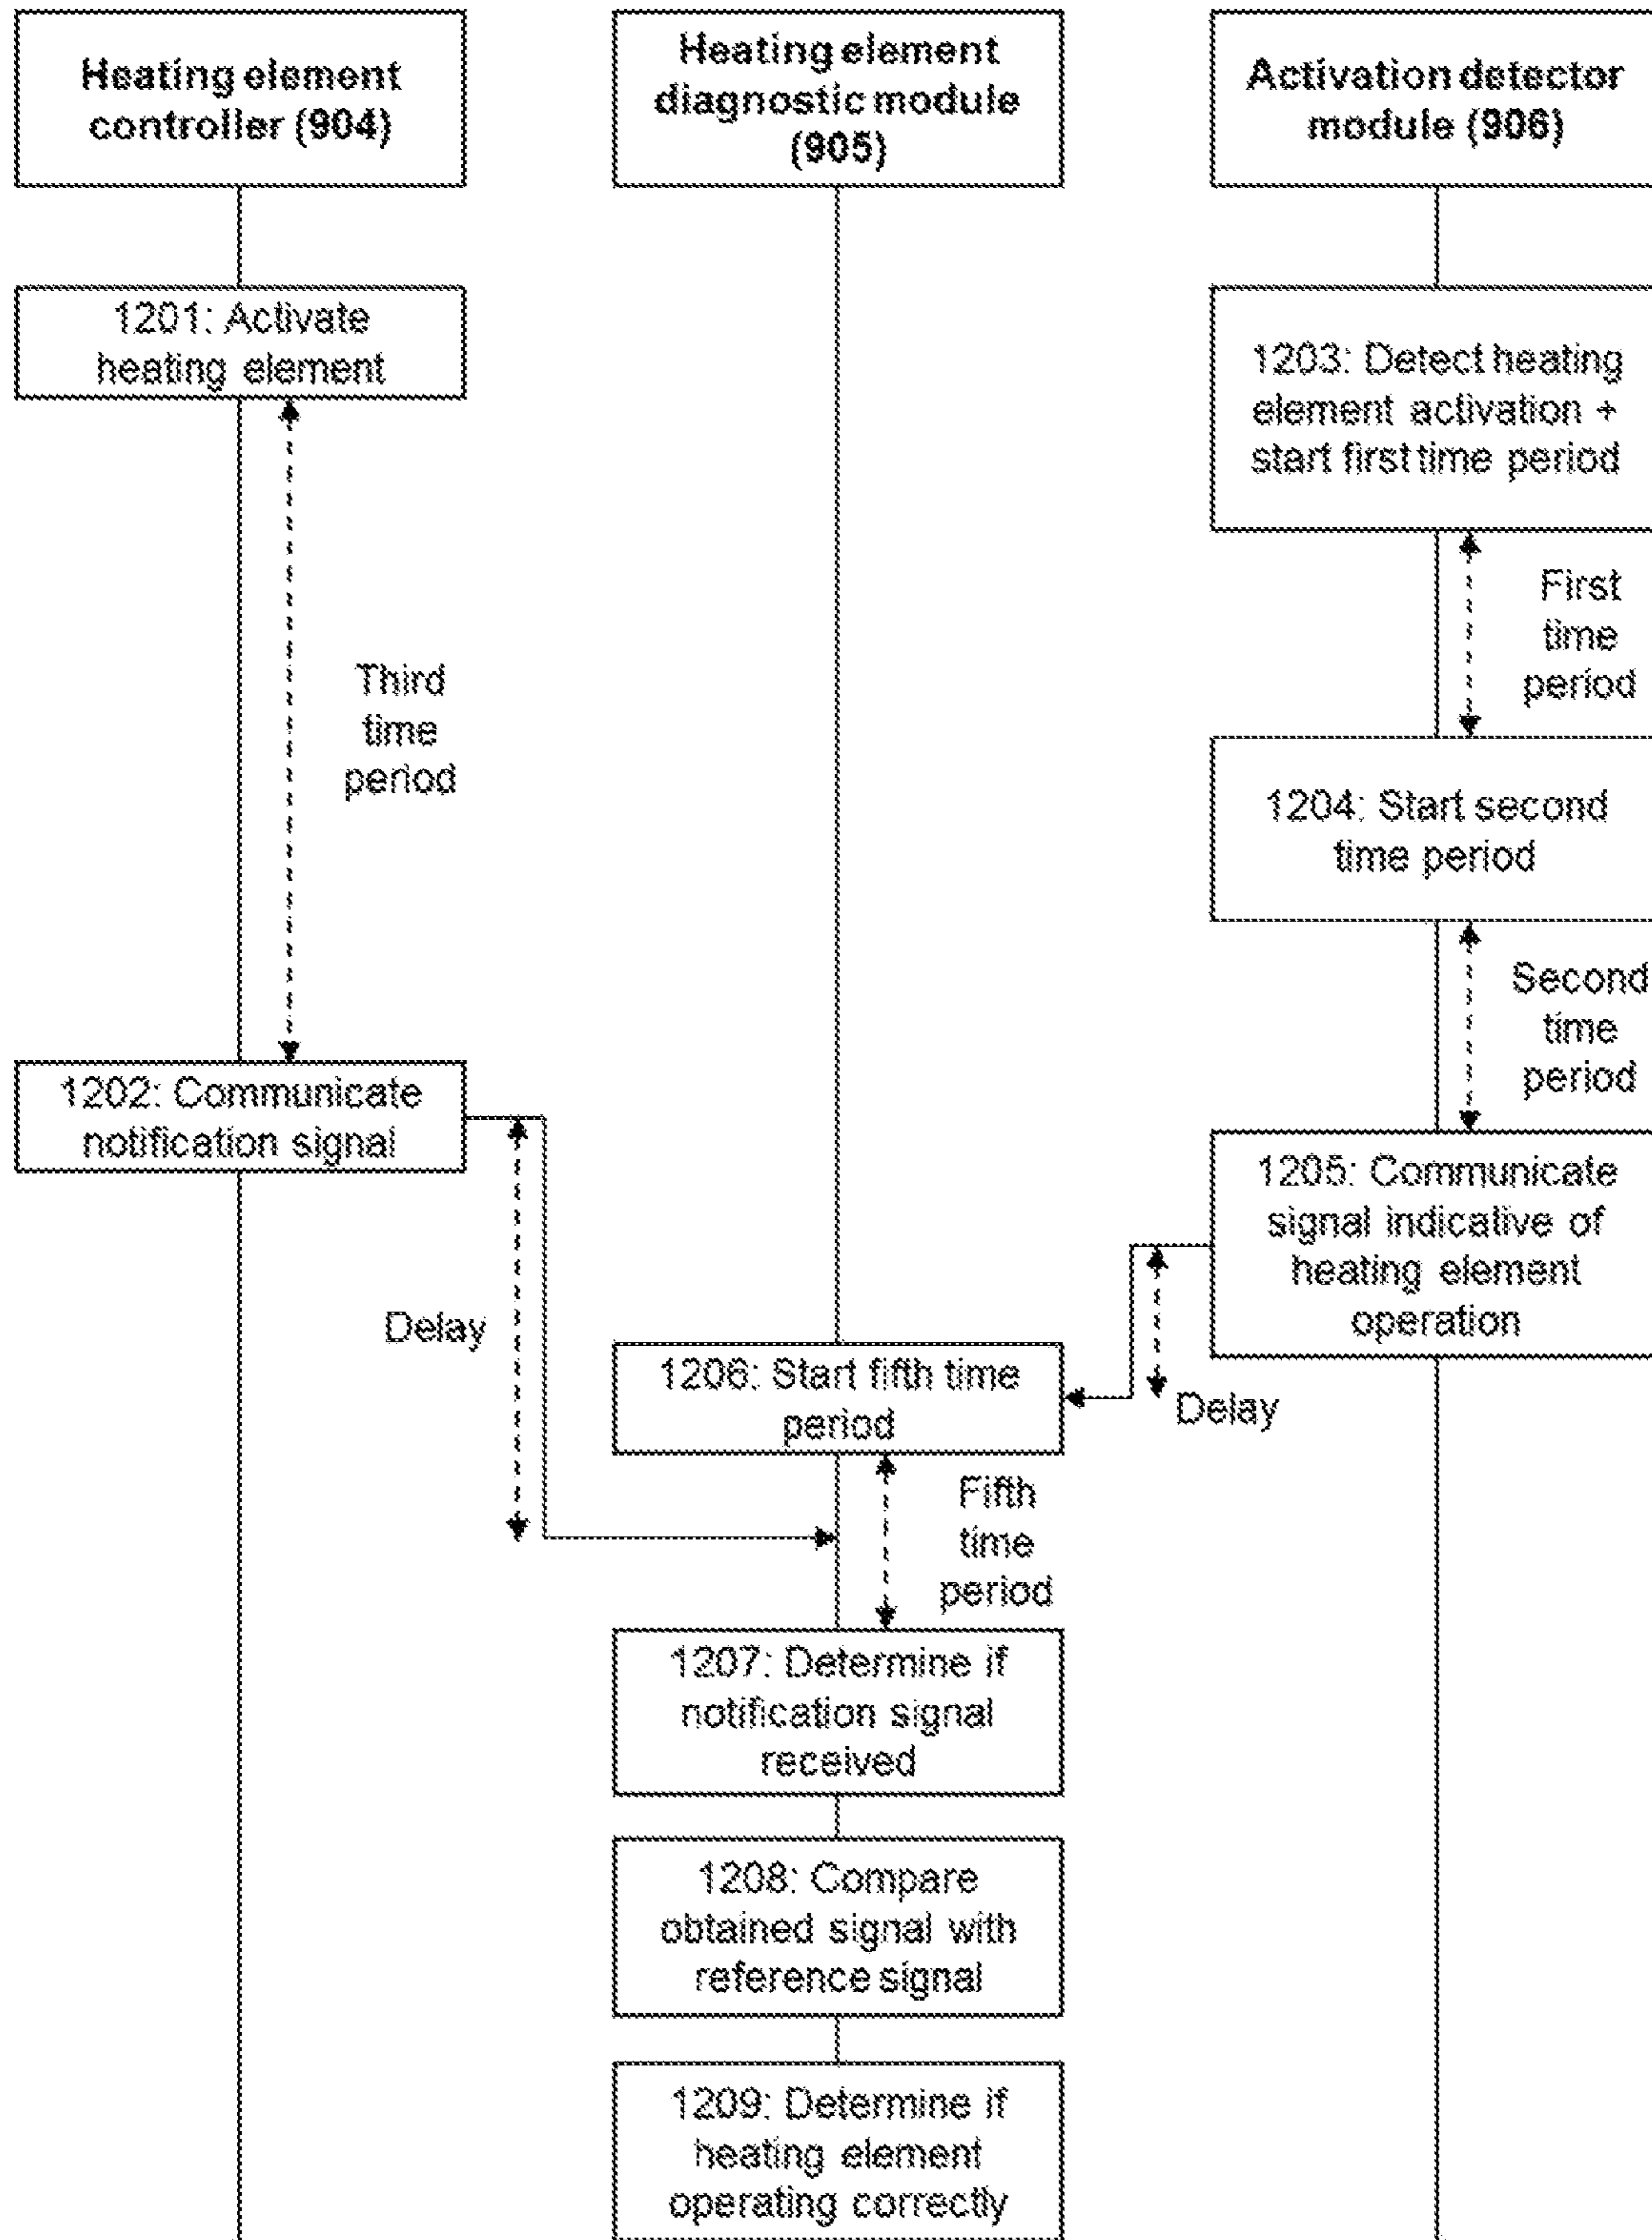 Heating element
controller (904)
Heating element
diagnostic module
(905)
Activation detector
module (906)
1201: Activate
heating element
1203: Detect heating
element activation +
start first time period
First
time
period
Third
time
period
1204: Start second
time period
Second
time
period
1202: Communicate
notification signal
1205: Communicate
signal indicative of
heating element
operation
Delay
1206: Start fifth time
period
Delay
Fifth
time
period
1207: Determine if
notification signal
received
1208: Compare
obtained signal with
reference signal
1209: Determine if
heating element
operating correctly